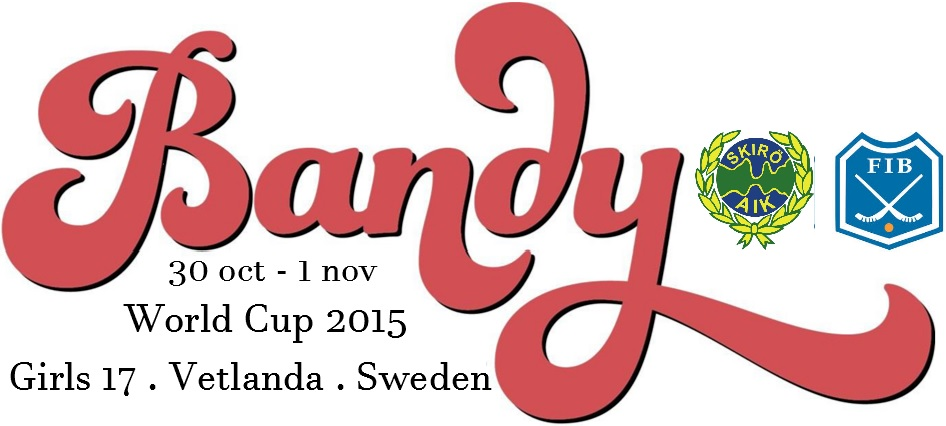 Bandy
SKIRÖ
AIK
FIB
30 oct - 1 nov
World Cup 2015
Girls 17 . Vetlanda . Sweden